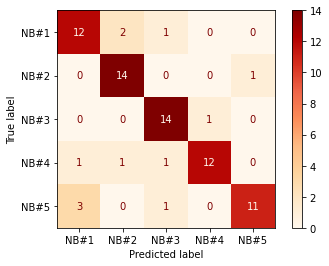 NB#1 12 2 1 0 0
NB#2 0 14 0 0 1
NB#3 0 0 14 1 0
NB#4 1 1 1 12 0
NB#5 3 0 1 0 11
NB#1 NB#2 NB#3 NB#4 NB#5
Predicted label
True label
14
12
10
8
6
4
2
0